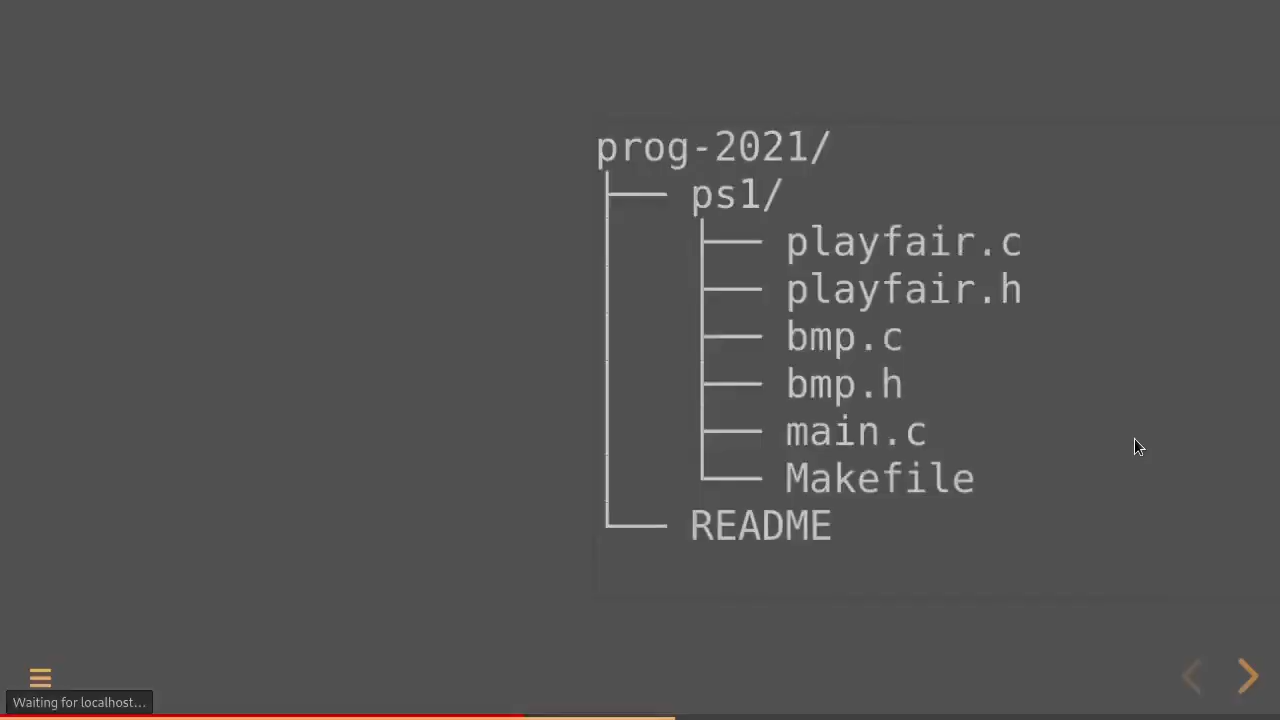 prog-2021/
ps1/
playfair.c
playfair.h
bmp.c
bmp.h
main.c
Makefile
README
Waiting for localhost...